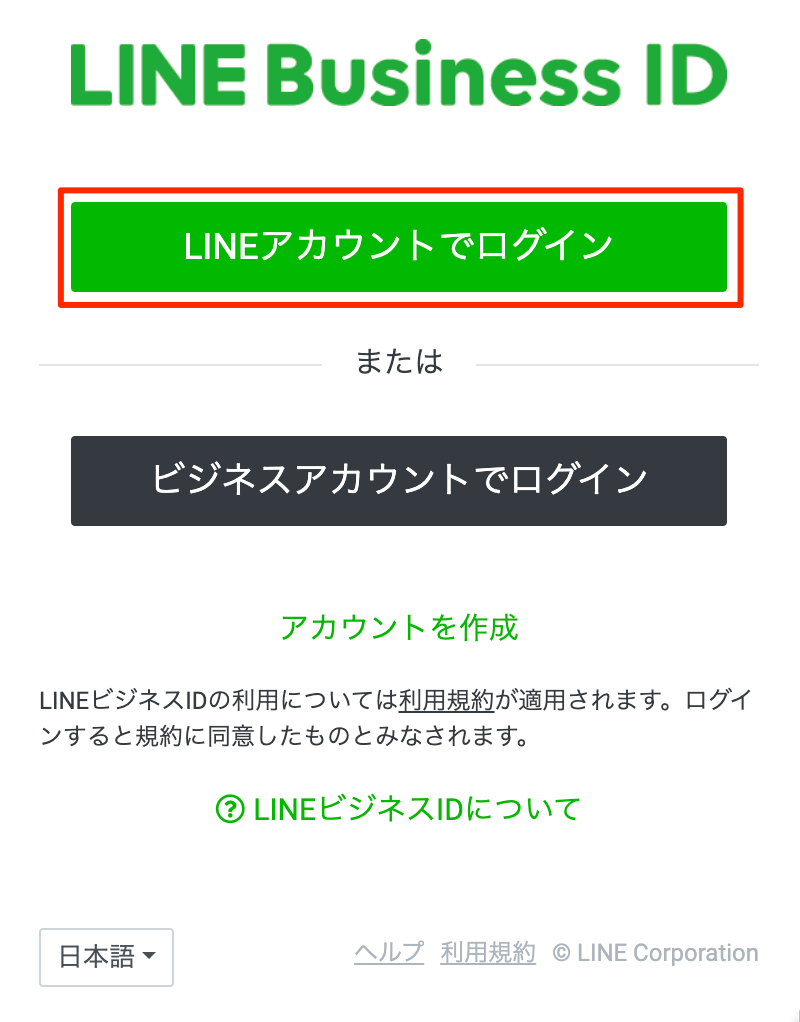 LINE Business ID
LINEアカウントでログイン
または
ビジネスアカウントでログイン
アカウントを作成
LINEビジネスIDの利用については利用規約が適用されます。ログイ
ンすると規約に同意したものとみなされます。
? LINEビジネスIDについて
日本語 ヘルプ 利用規約 © LINE Corporation